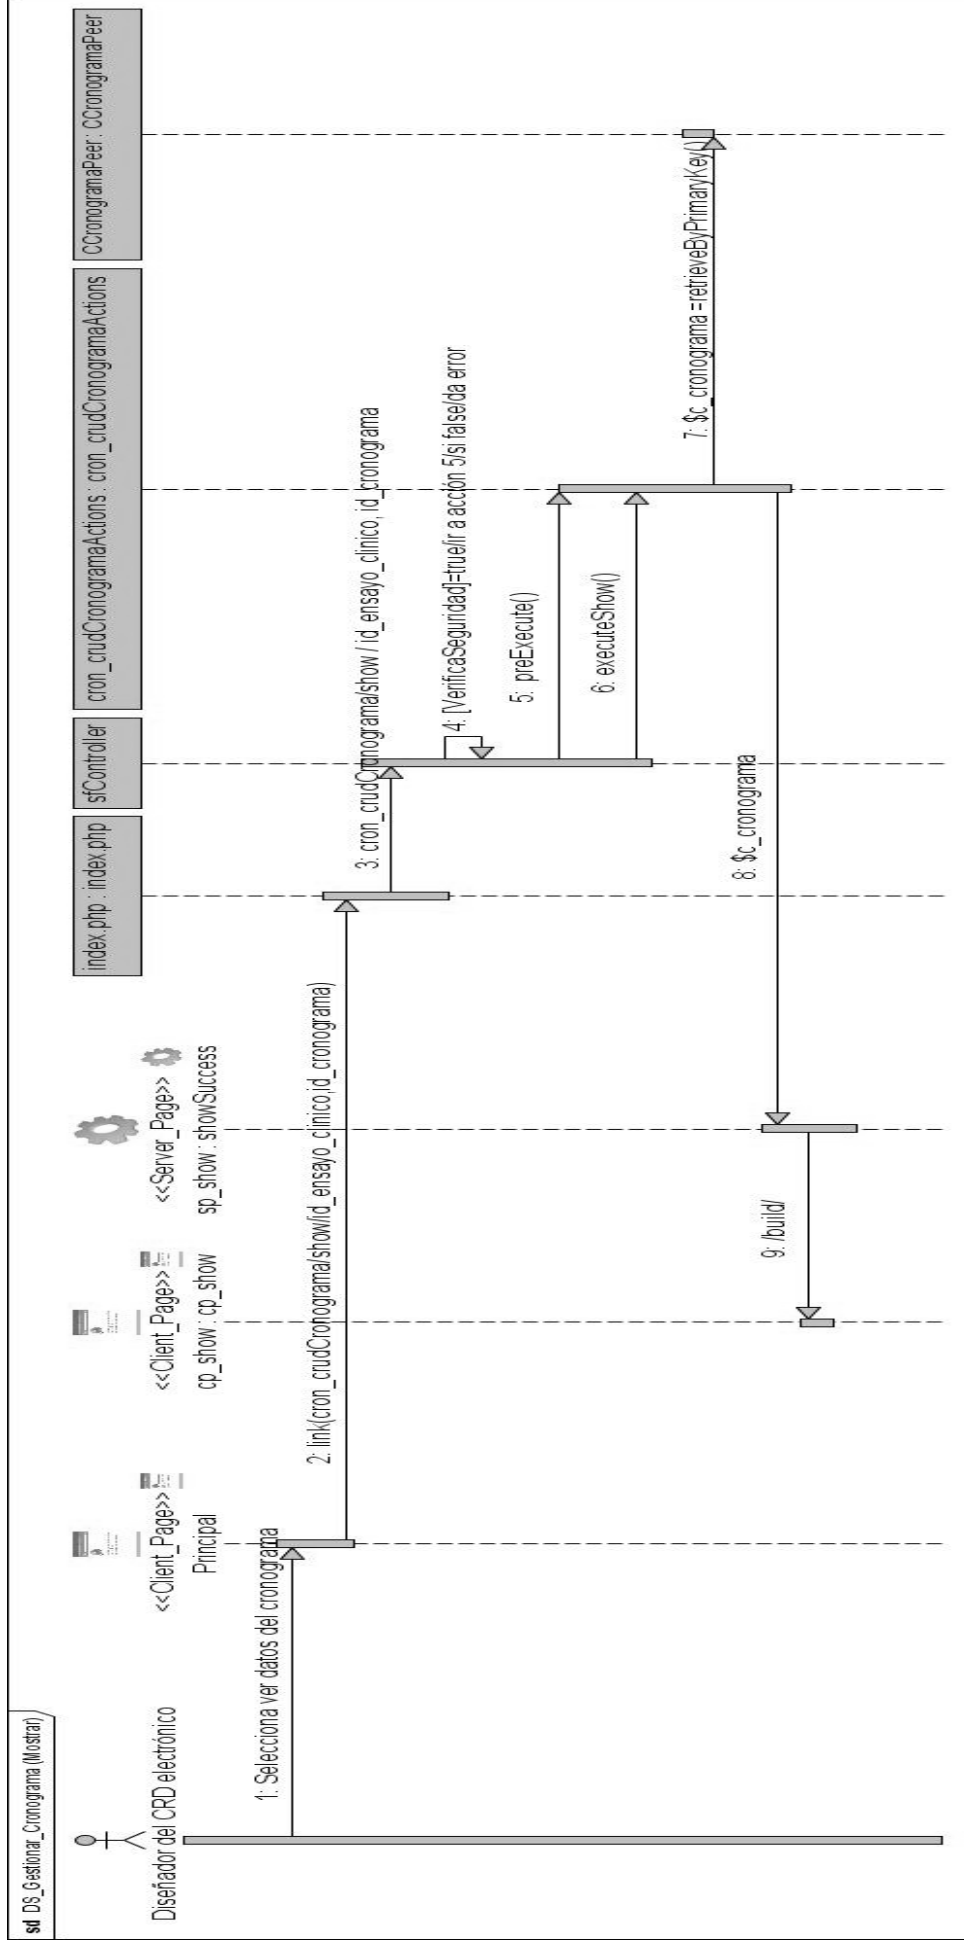 sd DS_Gestionar_Cronograma (Mostrar)
Diseñador del CRD electrónico
<<Client_Page>>
Principal
<<Client_Page>>
cp_show : cp_show
<<Server_Page>>
sp_show : showSuccess
index.php : index.php
sfController
cron_crudCronogramaActions : cron_crudCronogramaActions
CCronogramaPeer : CCronogramaPeer
1: Selecciona ver datos del cronograma
2: link(cron_crudCronograma/show/id_ensayo_clinico,id_cronograma)
3: cron_crudCronograma/show / id_ensayo_clinico, id_cronograma
4: [VerificaSeguridad]=true/ir a acción 5/si false/da error
5: preExecute()
6: executeShow()
7: $c_cronograma =retrieveByPrimaryKey()
8: $c_cronograma
9: /build/